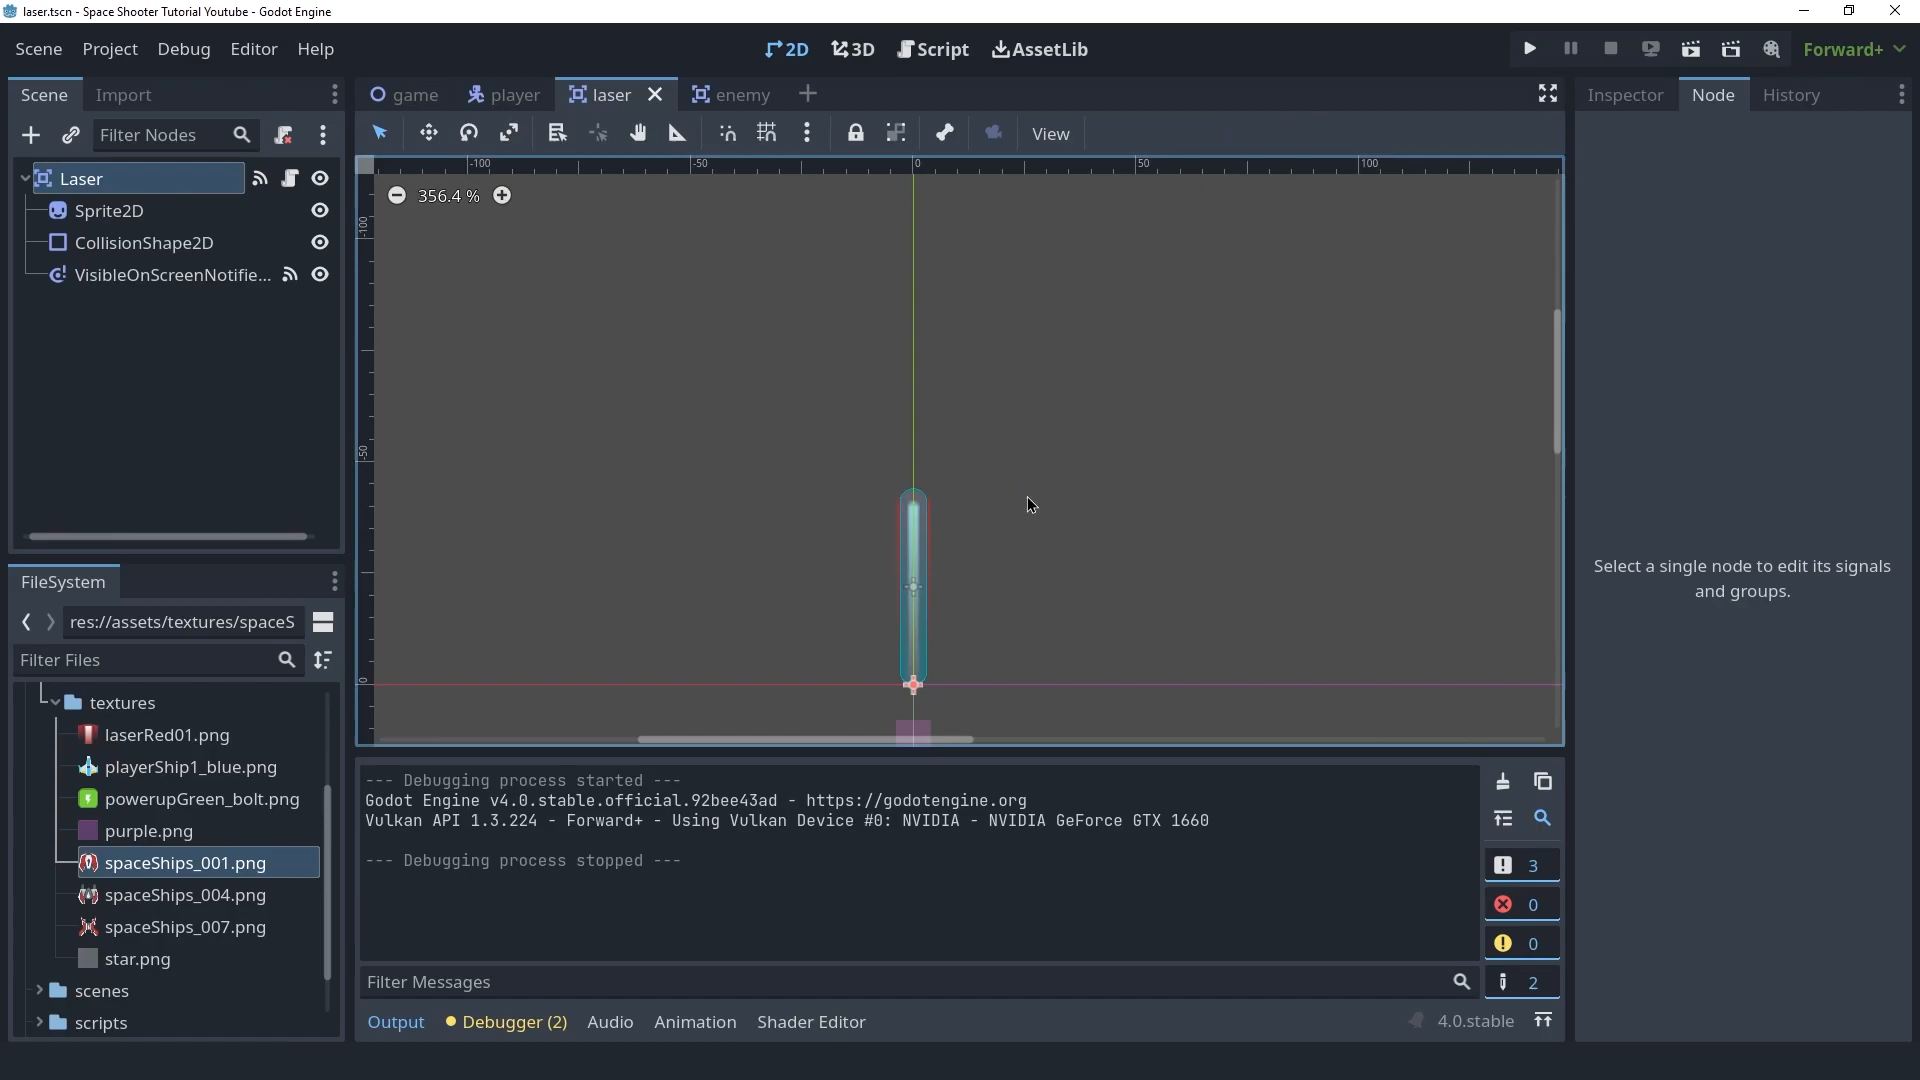 laser.tscn - Space Shooter Tutorial Youtube - Godot Engine
Scene Project Debug Editor Help
2D 3D Script AssetLib
Forward+
Scene Import
game player laser enemy
Inspector Node History
Filter Nodes
View
Laser
Sprite2D
CollisionShape2D
VisibleOnScreenNotifie...
-100 -50 0 50 100
356.4 %
-100
-50
0
Select a single node to edit its signals
and groups.
FileSystem
res://assets/textures/spaceS
Filter Files
textures
laserRed01.png
playerShip1_blue.png
powerupGreen_bolt.png
purple.png
spaceShips_001.png
spaceShips_004.png
spaceShips_007.png
star.png
scenes
scripts
--- Debugging process started ---
Godot Engine v4.0.stable.official.92bee43ad - https://godotengine.org
Vulkan API 1.3.224 - Forward+ - Using Vulkan Device #0: NVIDIA - NVIDIA GeForce GTX 1660
--- Debugging process stopped ---
3
0
0
2
Filter Messages
Output Debugger (2) Audio Animation Shader Editor
4.0.stable